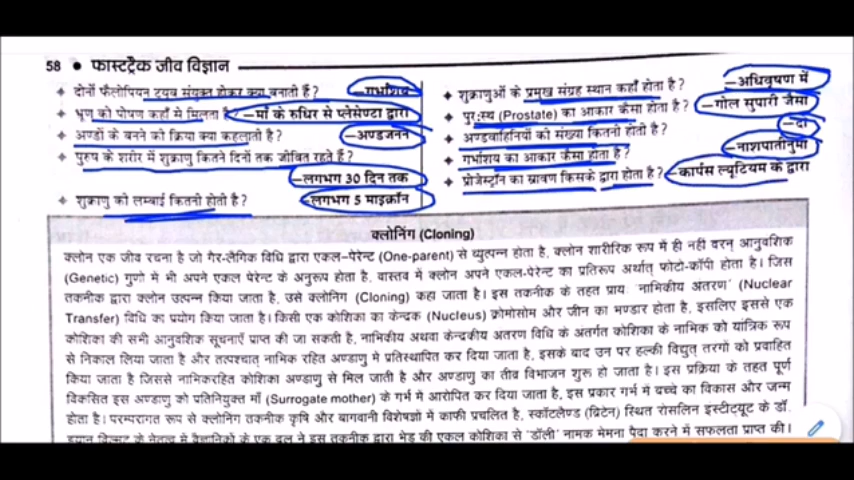 58 • फास्टट्रैक जीव विज्ञान
दोनों फैलोपियन ट्यूब संयुक्त होकर क्या बनाती हैं? –गर्भाशय
भ्रूण को पोषण कहाँ से मिलता है? –माँ के रुधिर से प्लेसेण्टा द्वारा
अण्डों के बनने की क्रिया क्या कहलाती है? –अण्डजनन
पुरुष के शरीर में शुक्राणु कितने दिनों तक जीवित रहते हैं?
–लगभग 30 दिन तक
शुक्राणु की लम्बाई कितनी होती है? –लगभग 5 माइक्रॉन
शुक्राणुओं के प्रमुख संग्रह स्थान कहाँ होता है? –अधिवृषण में
पुरःस्थ (Prostate) का आकार कैसा होता है? –गोल सुपारी जैसा
अण्डवाहिनियों की संख्या कितनी होती है? –दो
गर्भाशय का आकार कैसा होता है? –नाशपातीनुमा
प्रोजेस्ट्रॉन का स्रावण किसके द्वारा होता है? –कार्पस ल्यूटियम के द्वारा
क्लोनिंग (Cloning)
क्लोन एक जीव रचना है जो गैर-लैगिक विधि द्वारा एकल-पेरेन्ट (One-parent) से व्युत्पन्न होता है, क्लोन शारीरिक रूप में ही नही वरन् आनुवशिक
(Genetic) गुणो मे भी अपने एकल पेरेन्ट के अनुरूप होता है, वास्तव में क्लोन अपने एकल-पेरेन्ट का प्रतिरूप अर्थात् फोटो-कॉपी होता है। जिस
तकनीक द्वारा क्लोन उत्पन्न किया जाता है, उसे क्लोनिंग (Cloning) कहा जाता है। इस तकनीक के तहत प्राय 'नाभिकीय अंतरण' (Nuclear
Transfer) विधि का प्रयोग किया जाता है। किसी एक कोशिका का केन्द्रक (Nucleus) क्रोमोसोम और जीन का भण्डार होता है, इसलिए इससे एक
कोशिका की सभी आनुवशिक सूचनाएँ प्राप्त की जा सकती है, नाभिकीय अथवा केन्द्रकीय अतरण विधि के अंतर्गत कोशिका के नाभिक को यांत्रिक रूप
से निकाल लिया जाता है और तत्पश्चात् नाभिक रहित अण्डाणु मे प्रतिस्थापित कर दिया जाता है, इसके बाद उन पर हल्की विद्युत् तरगों को प्रवाहित
किया जाता है जिससे नाभिकरहित कोशिका अण्डाणु से मिल जाती है और अण्डाणु का तीव्र विभाजन शुरू हो जाता है। इस प्रक्रिया के तहत पूर्ण
विकसित इस अण्डाणु को प्रतिनियुक्त माँ (Surrogate mother) के गर्भ में आरोपित कर दिया जाता है, इस प्रकार गर्भ में बच्चे का विकास और जन्म
होता है। परम्परागत रूप से क्लोनिंग तकनीक कृषि और बागवानी विशेषज्ञो में काफी प्रचलित है, स्कॉटलैण्ड (ब्रिटेन) स्थित रोसलिन इंस्टीट्यूट के डॉ.
इयान विल्मट के नेतृत्व में वैज्ञानिकों के एक दल ने इस तकनीक द्वारा भेड़ की एकल कोशिका से 'डॉली' नामक मेमना पैदा करने में सफलता प्राप्त की।